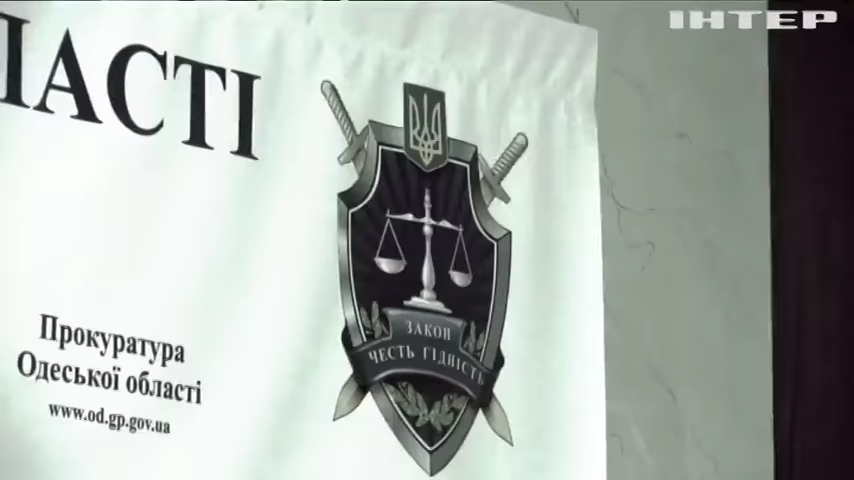 ІНТЕР
ЛАСТІ
ЗАКОН
ЧЕСТЬ ГІДНІСТЬ
Прокуратура
Одеської області
www.od.gp.gov.ua